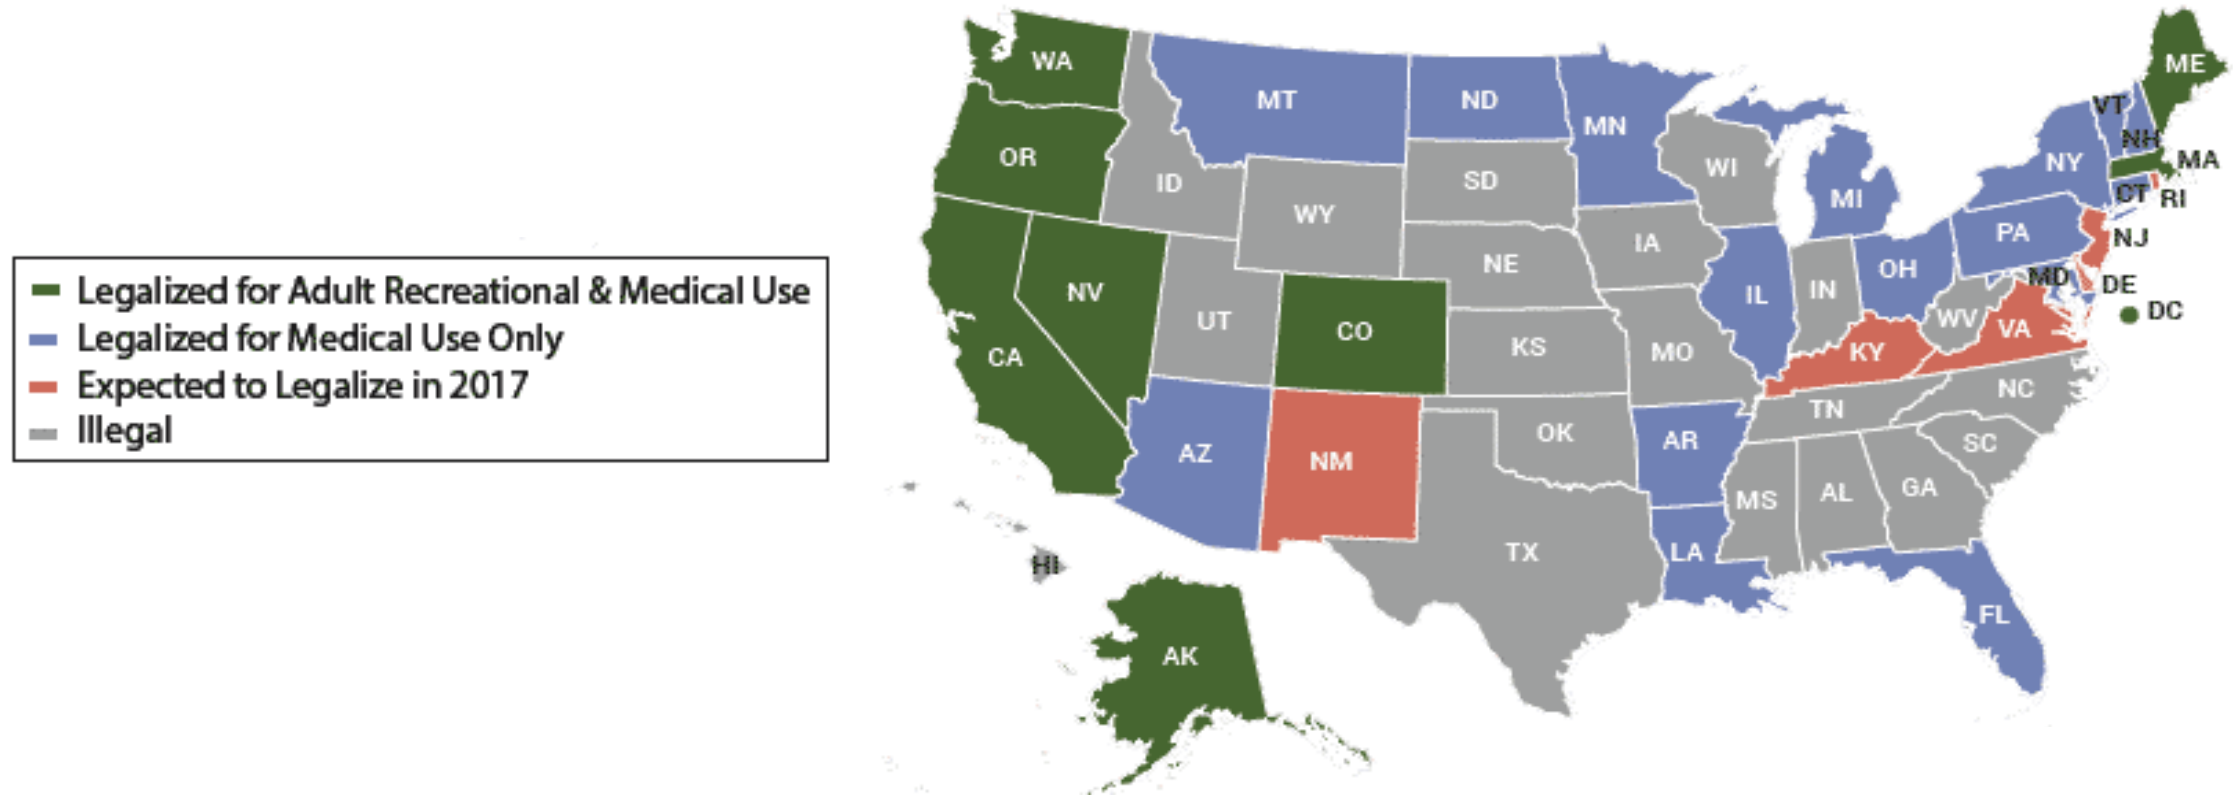 Legalized for Adult Recreational & Medical Use
Legalized for Medical Use Only
Expected to Legalize in 2017
Illegal
WA
OR
CA
NV
ID
MT
WY
UT
CO
AZ
NM
ND
SD
NE
KS
OK
TX
MN
IA
MO
AR
LA
WI
IL
MI
IN
OH
KY
TN
MS
AL
GA
FL
SC
NC
VA
WV
PA
NY
VT
NH
ME
MA
CT
RI
NJ
MD
DE
DC
HI
AK